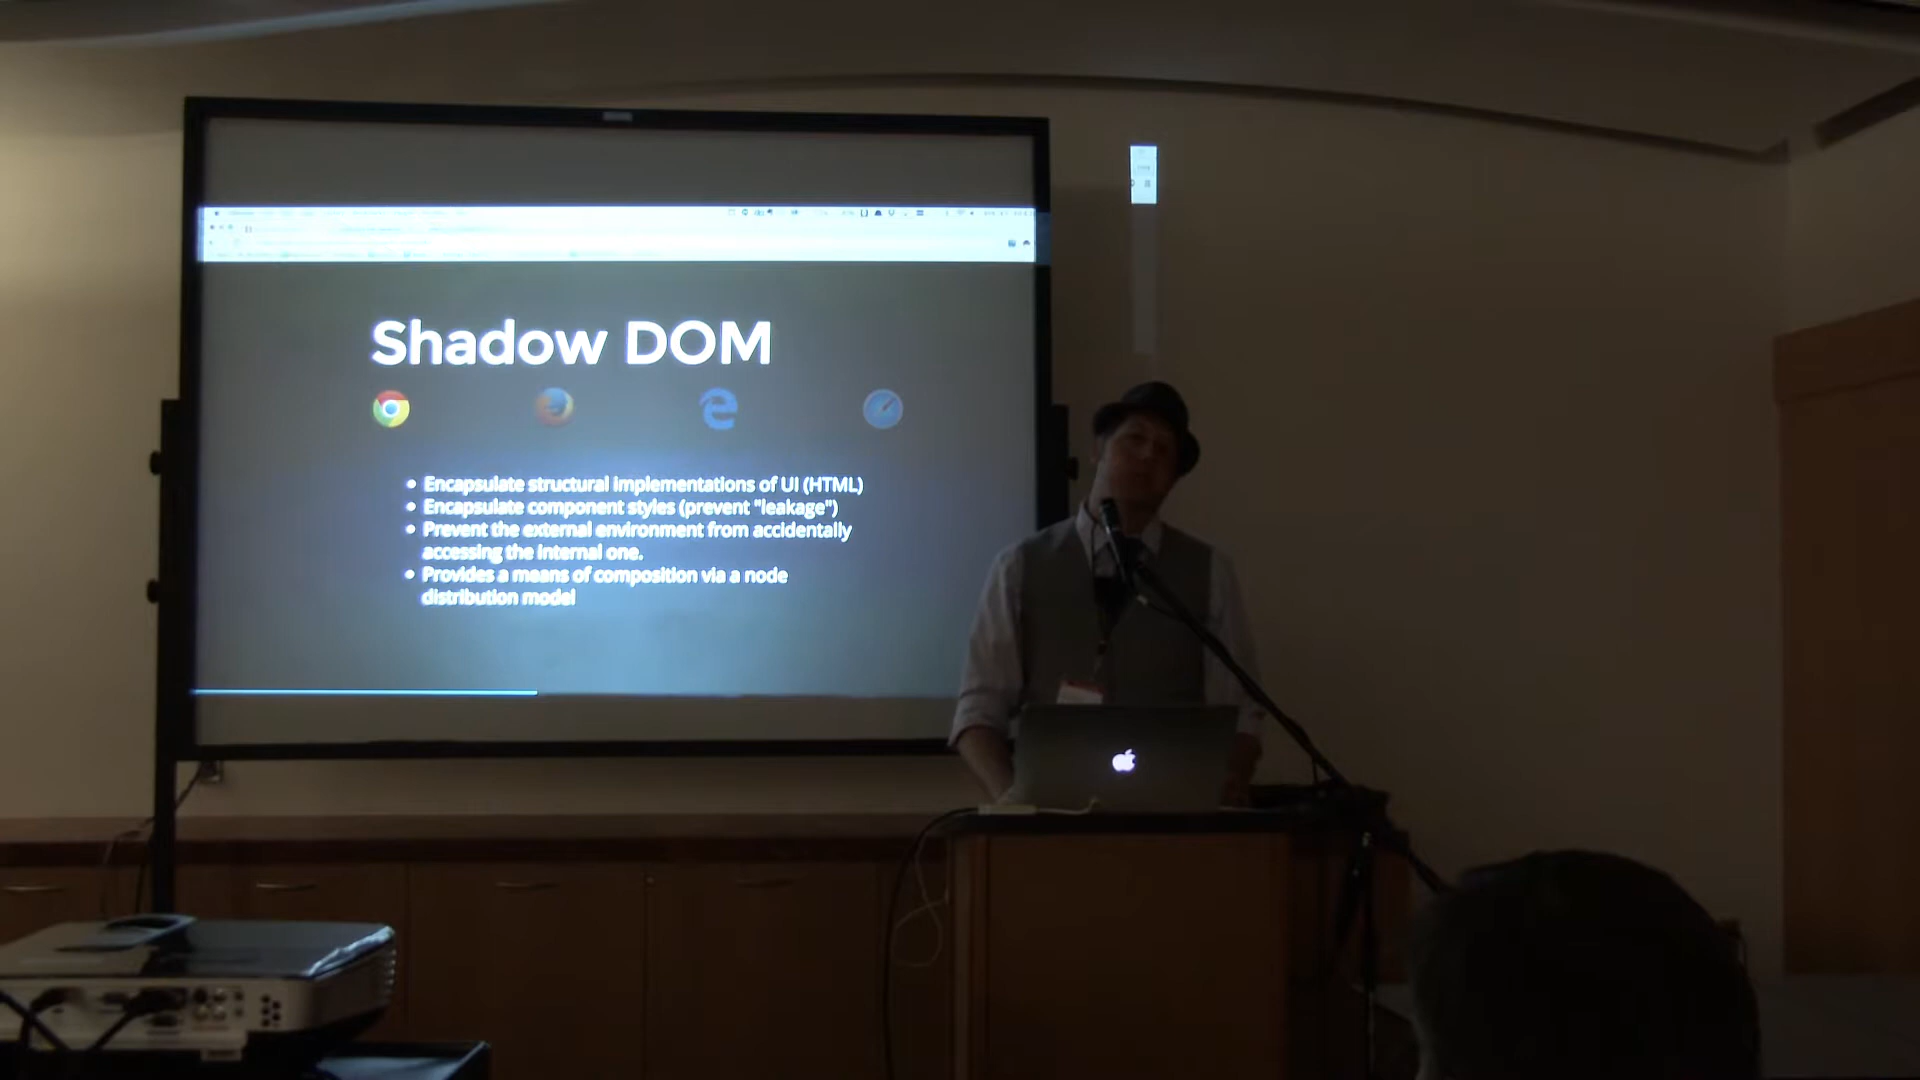 Shadow DOM
• Encapsulate structural implementations of UI (HTML)
• Encapsulate component styles (prevent "leakage")
• Prevent the external environment from accidentally
accessing the internal one.
• Provides a means of composition via a node
distribution model